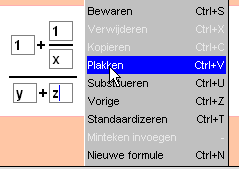 1 + 1
x
y + z
Bewaren Ctrl+S
Verwijderen Ctrl+X
Kopiëren Ctrl+C
Plakken Ctrl+V
Substitueren Ctrl+U
Vorige Ctrl+Z
Standaardizeren Ctrl+T
Minteken invoegen -
Nieuwe formule Ctrl+N